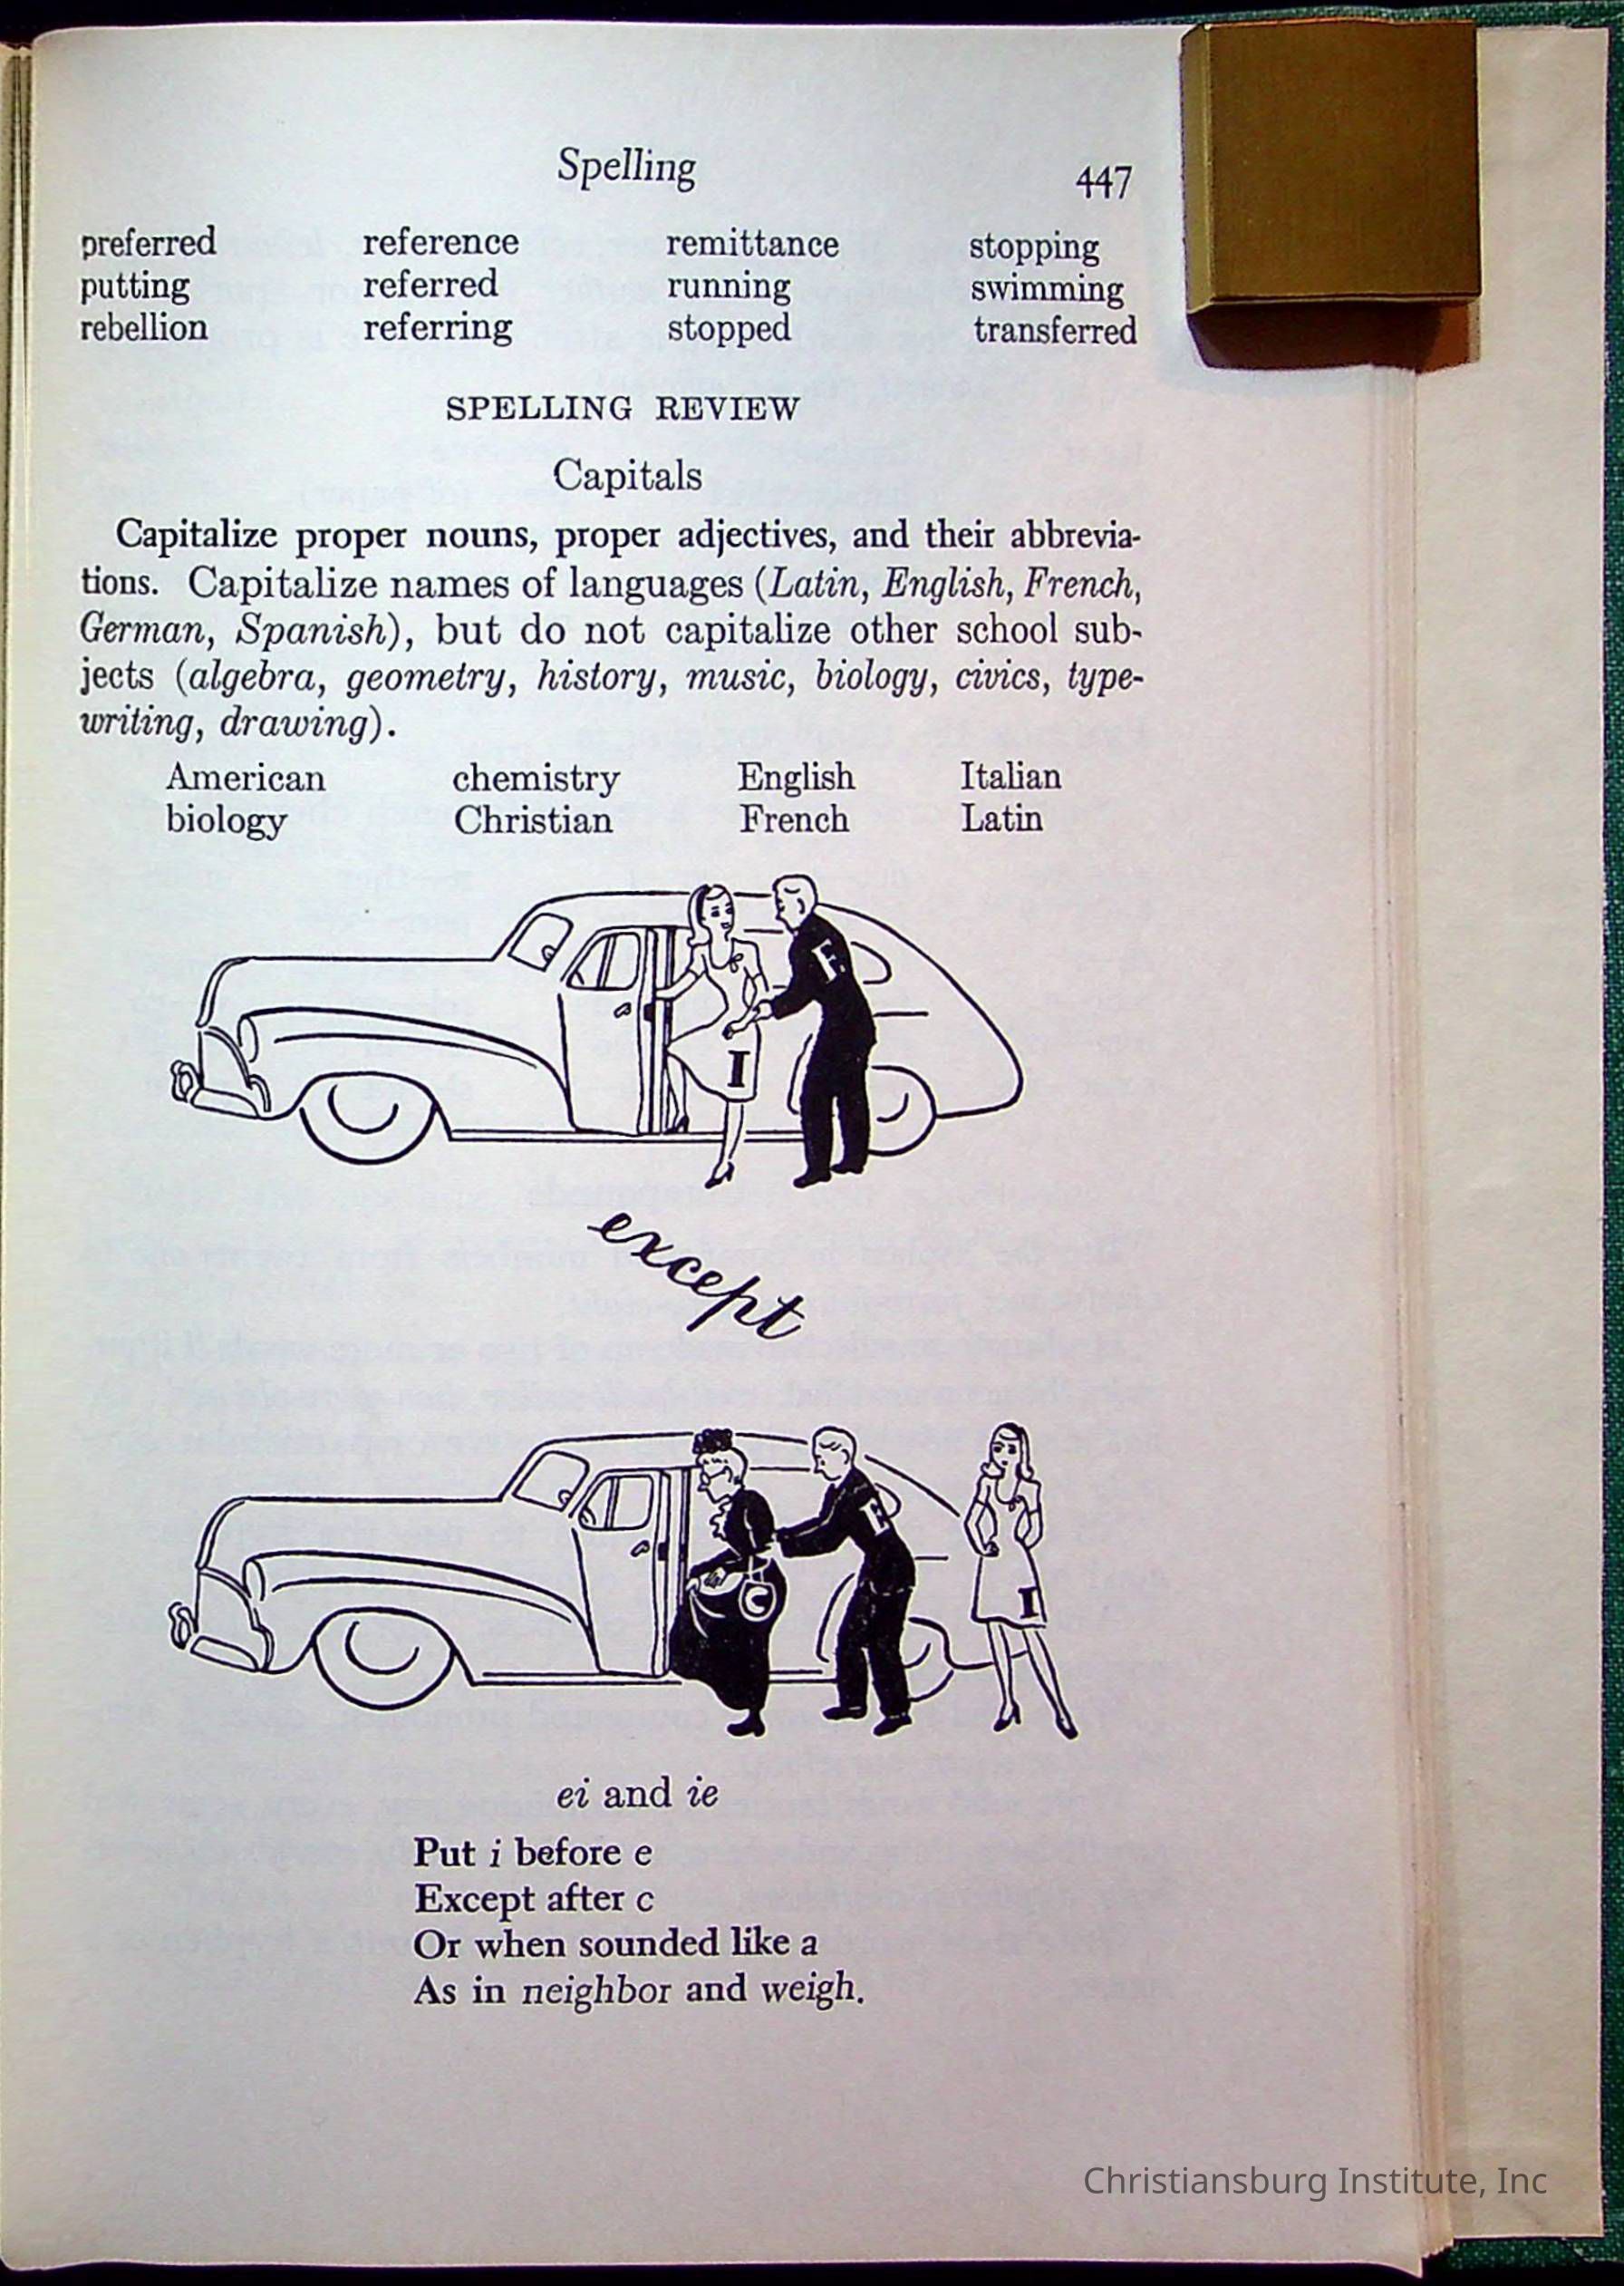 Spelling 447
preferred reference remittance stopping
putting referred running swimming
rebellion referring stopped transferred
SPELLING REVIEW
Capitals
Capitalize proper nouns, proper adjectives, and their abbrevia-
tions. Capitalize names of languages (Latin, English, French,
German, Spanish), but do not capitalize other school sub-
jects (algebra, geometry, history, music, biology, civics, type-
writing, drawing).
American chemistry English Italian
biology Christian French Latin
E
I
except
E
C
I
ei and ie
Put i before e
Except after c
Or when sounded like a
As in neighbor and weigh.
Christiansburg Institute, Inc